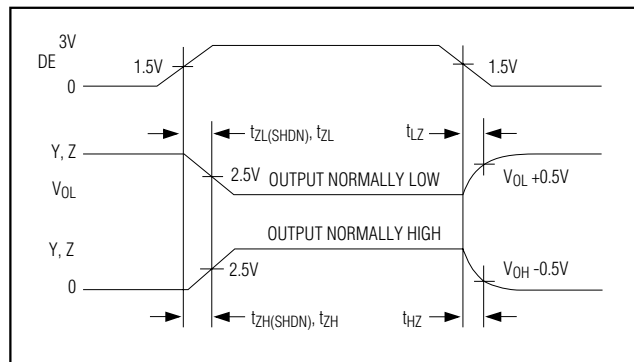 3V
DE
1.5V
1.5V
0
tZL(SHDN), tZL
tLZ
Y, Z
2.5V
OUTPUT NORMALLY LOW
VOL +0.5V
VOL
OUTPUT NORMALLY HIGH
Y, Z
2.5V
VOH -0.5V
0
tZH(SHDN), tZH
tHZ